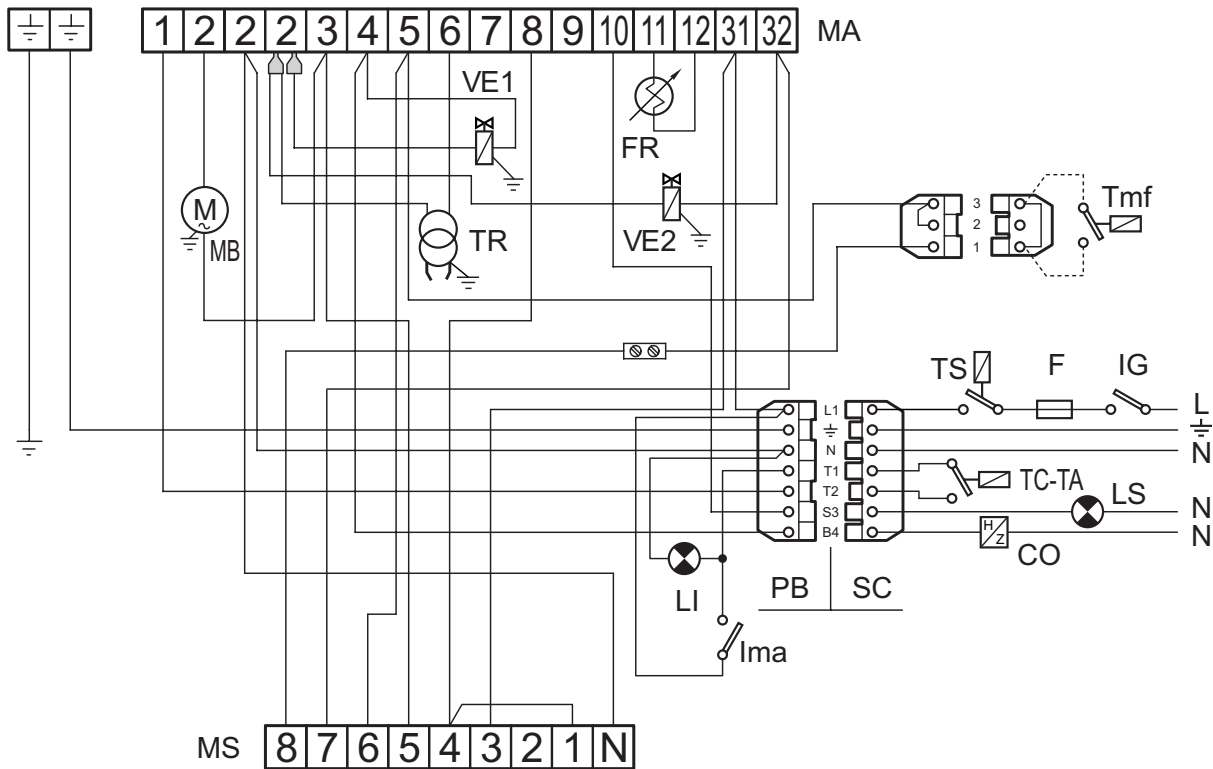 1 2 2 2 3 4 5 6 7 8 9 10 11 12 31 32 MA
VE1
FR
M
MB
TR
VE2
3
2
1
Tmf
TS F IG
L1 L
N N
T1
T2 TC-TA
S3 LS N
B4 H Z N
CO
PB SC
LI
Ima
MS 8 7 6 5 4 3 2 1 N